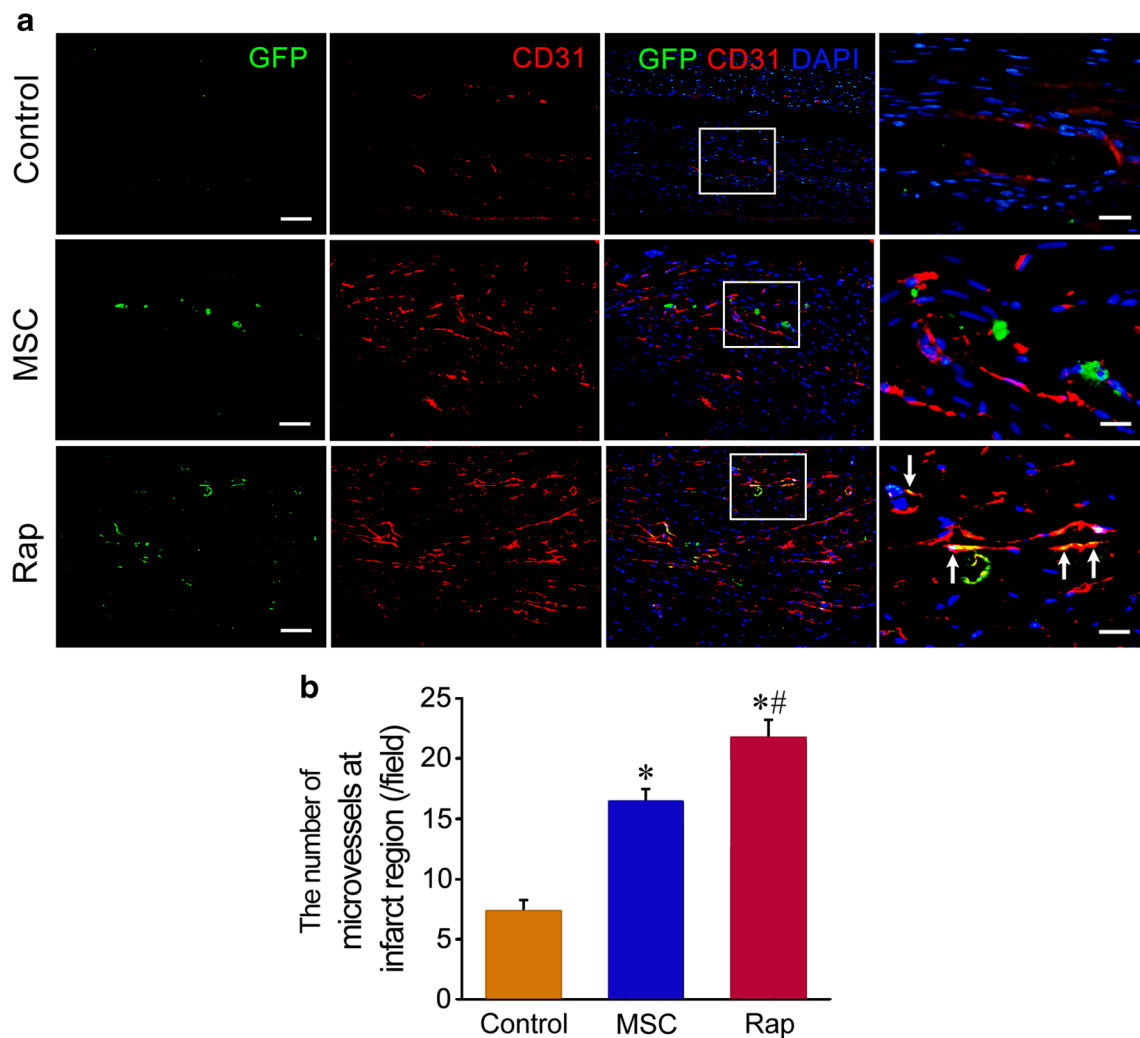 a
GFP
CD31
GFP CD31 DAPI
Control
MSC
Rap
b
The number of
microvessels at
infarct region (/field)
25
20
15
10
5
0
*
*#
Control
MSC
Rap